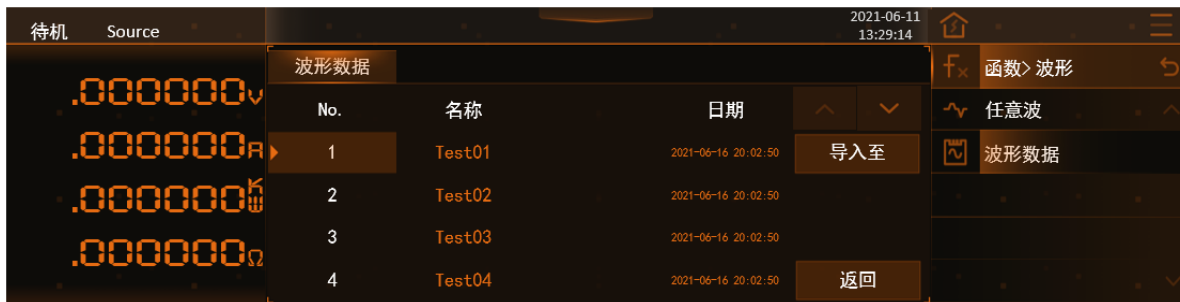 待机 Source
2021-06-11
13:29:14
.000000V
.000000A
.000000KW
.000000Ω
波形数据
No. 名称 日期
1 Test01 2021-06-16 20:02:50 导入至
2 Test02 2021-06-16 20:02:50
3 Test03 2021-06-16 20:02:50
4 Test04 2021-06-16 20:02:50 返回
fx 函数>波形
任意波
波形数据